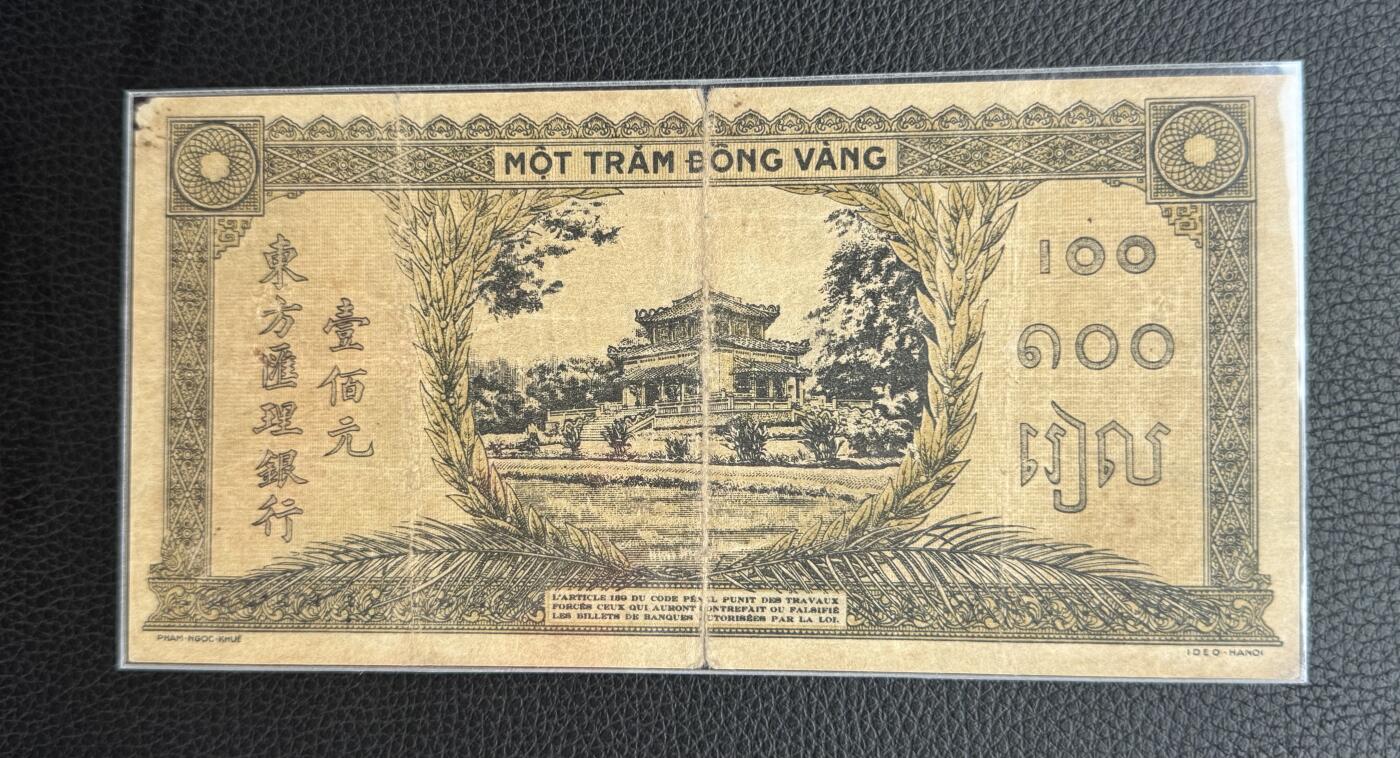 MỘT TRĂM ĐỒNG VÀNG
東方匯理銀行
壹佰元
100
១០០
រៀល
L'ARTICLE 139 DU CODE PÉNAL PUNIT DES TRAVAUX
FORCÉS CEUX QUI AURONT CONTREFAIT OU FALSIFIÉ
LES BILLETS DE BANQUES AUTORISÉES PAR LA LOI.
PHAM-NGOC-KHUÊ
IDEO-HANOI